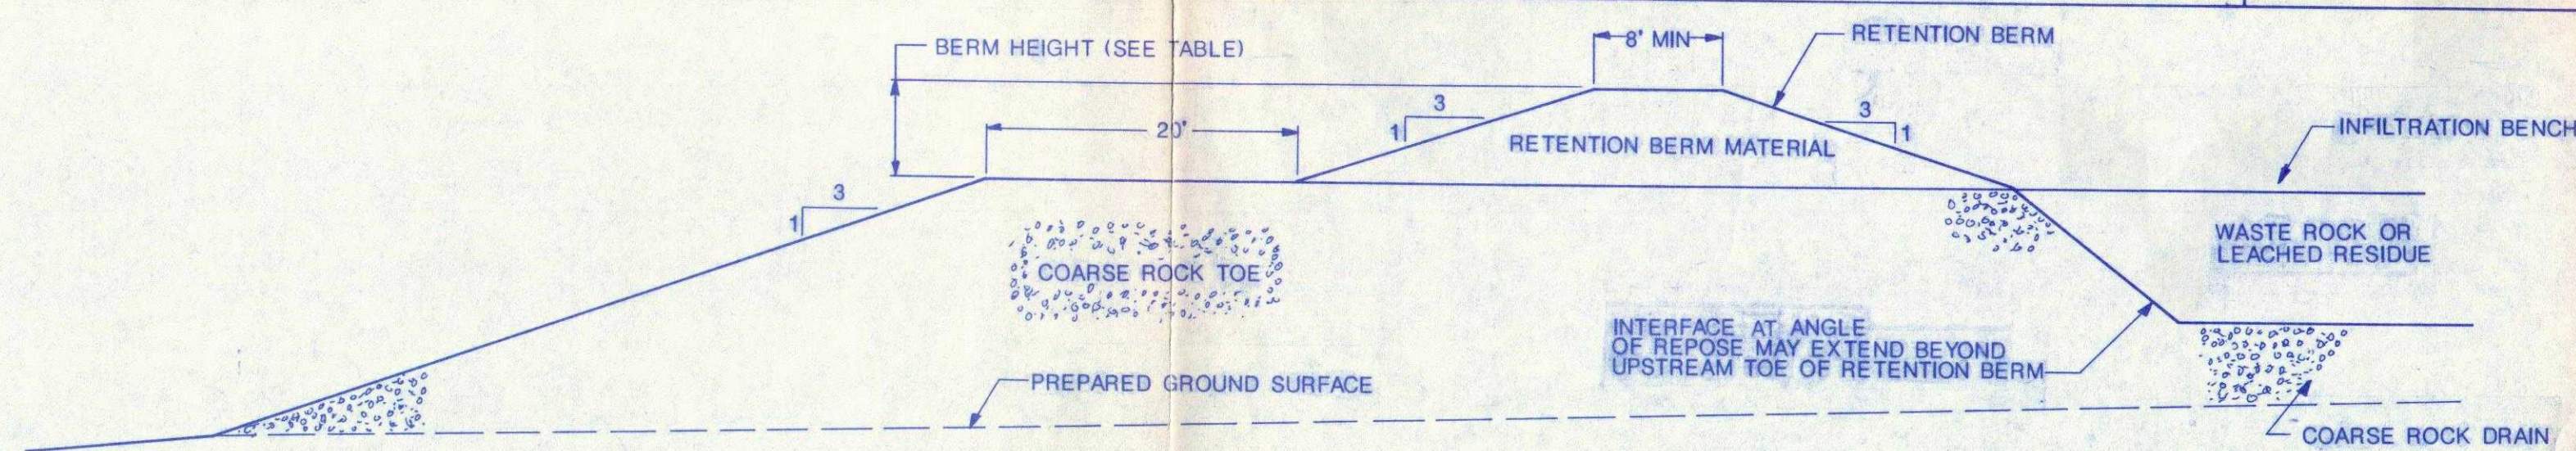 BERM HEIGHT (SEE TABLE)
8' MIN
RETENTION BERM
3
1
20'
3
1
RETENTION BERM MATERIAL
INFILTRATION BENCH
3
1
WASTE ROCK OR
LEACHED RESIDUE
COARSE ROCK TOE
INTERFACE AT ANGLE
OF REPOSE MAY EXTEND BEYOND
UPSTREAM TOE OF RETENTION BERM
PREPARED GROUND SURFACE
COARSE ROCK DRAIN